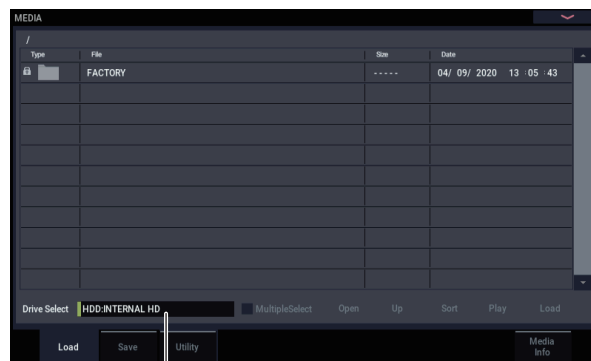 MEDIA
/
Type File Size Date
FACTORY ----- 04/ 09/ 2020 13 :05 :43
Drive Select HDD:INTERNAL HD MultipleSelect Open Up Sort Play Load
Load Save Utility Media Info